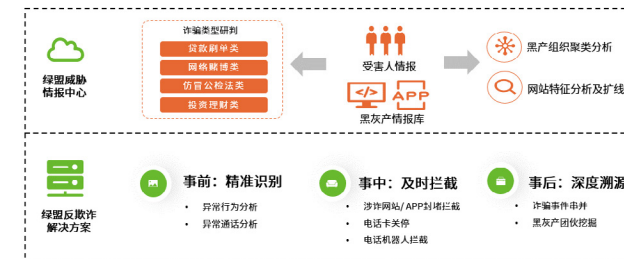 诈骗类型研判
贷款刷单类
网络赌博类
仿冒公检法类
投资理财类
受害人情报
</>
APP
黑灰产情报库
黑产组织聚类分析
网站特征分析及扩线
绿盟威胁
情报中心
绿盟反欺诈
解决方案
事前：精准识别
· 异常行为分析
· 异常通话分析
事中：及时拦截
· 涉诈网站/APP封堵拦截
· 电话卡关停
· 电话机器人拦截
事后：深度溯源
· 诈骗事件串并
· 黑灰产团伙挖掘